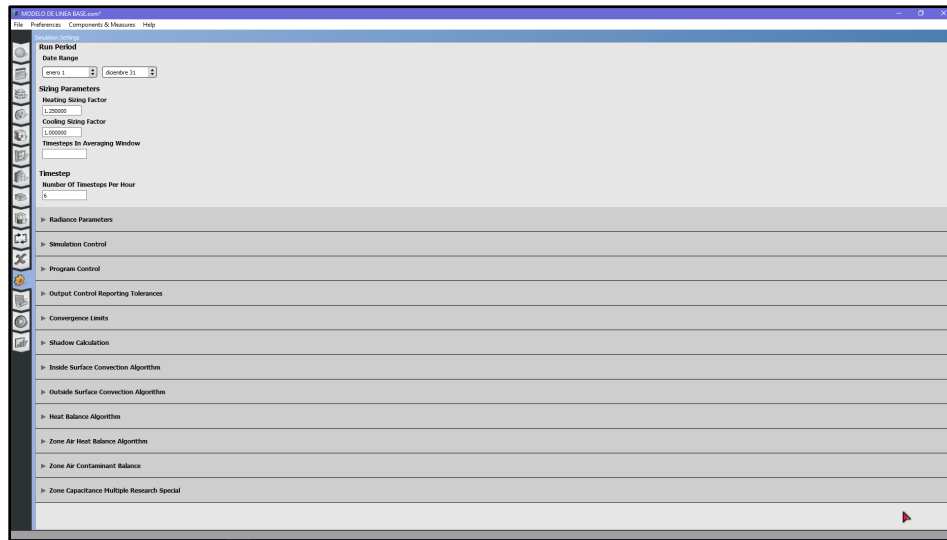 MODELO DE LINEA BASE.osm*
File Preferences Components & Measures Help
Simulation Settings
Run Period
Date Range
enero 1 diciembre 31
Sizing Parameters
Heating Sizing Factor
1.250000
Cooling Sizing Factor
1.000000
Timesteps In Averaging Window
Timestep
Number Of Timesteps Per Hour
6
Radiance Parameters
Simulation Control
Program Control
Output Control Reporting Tolerances
Convergence Limits
Shadow Calculation
Inside Surface Convection Algorithm
Outside Surface Convection Algorithm
Heat Balance Algorithm
Zone Air Heat Balance Algorithm
Zone Air Contaminant Balance
Zone Capacitance Multiple Research Special